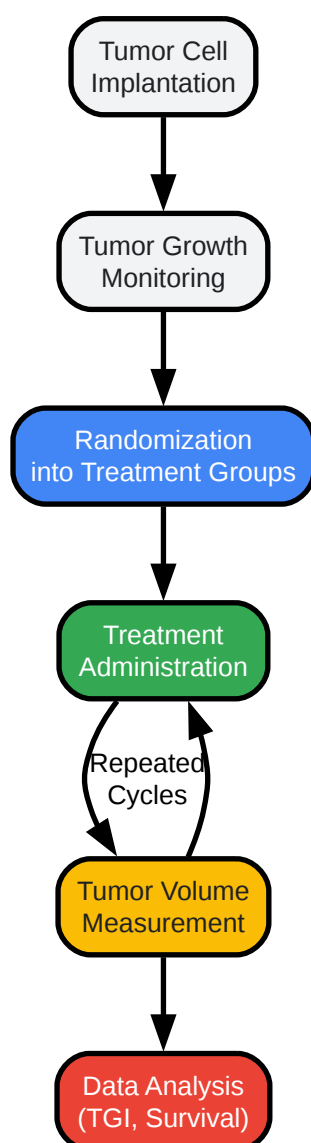 Tumor Cell
Implantation
Tumor Growth
Monitoring
Randomization
into Treatment Groups
Treatment
Administration
Repeated
Cycles
Tumor Volume
Measurement
Data Analysis
(TGI, Survival)